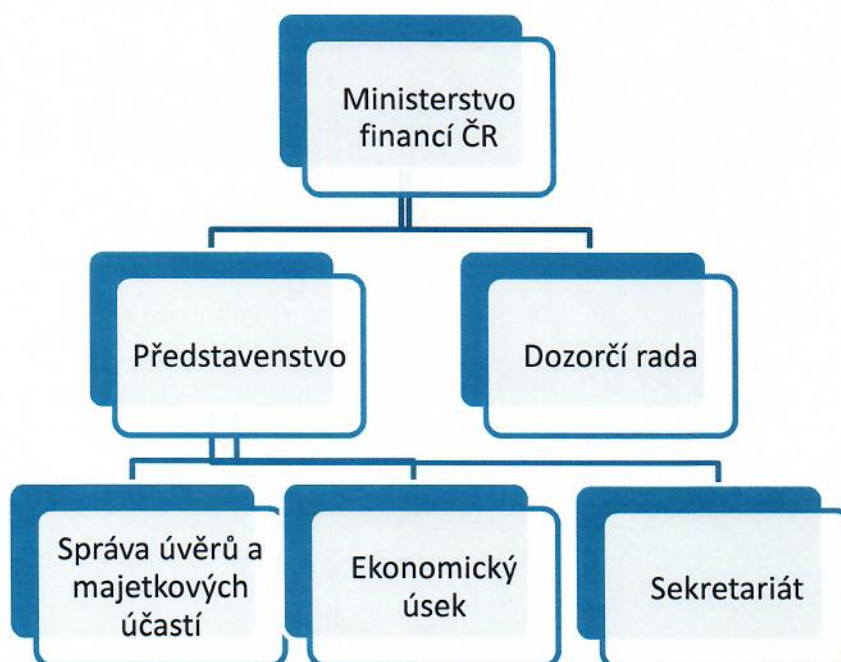 Ministerstvo
financí ČR
Představenstvo
Dozorčí rada
Správa úvěrů a
majetkových
účastí
Ekonomický
úsek
Sekretariát